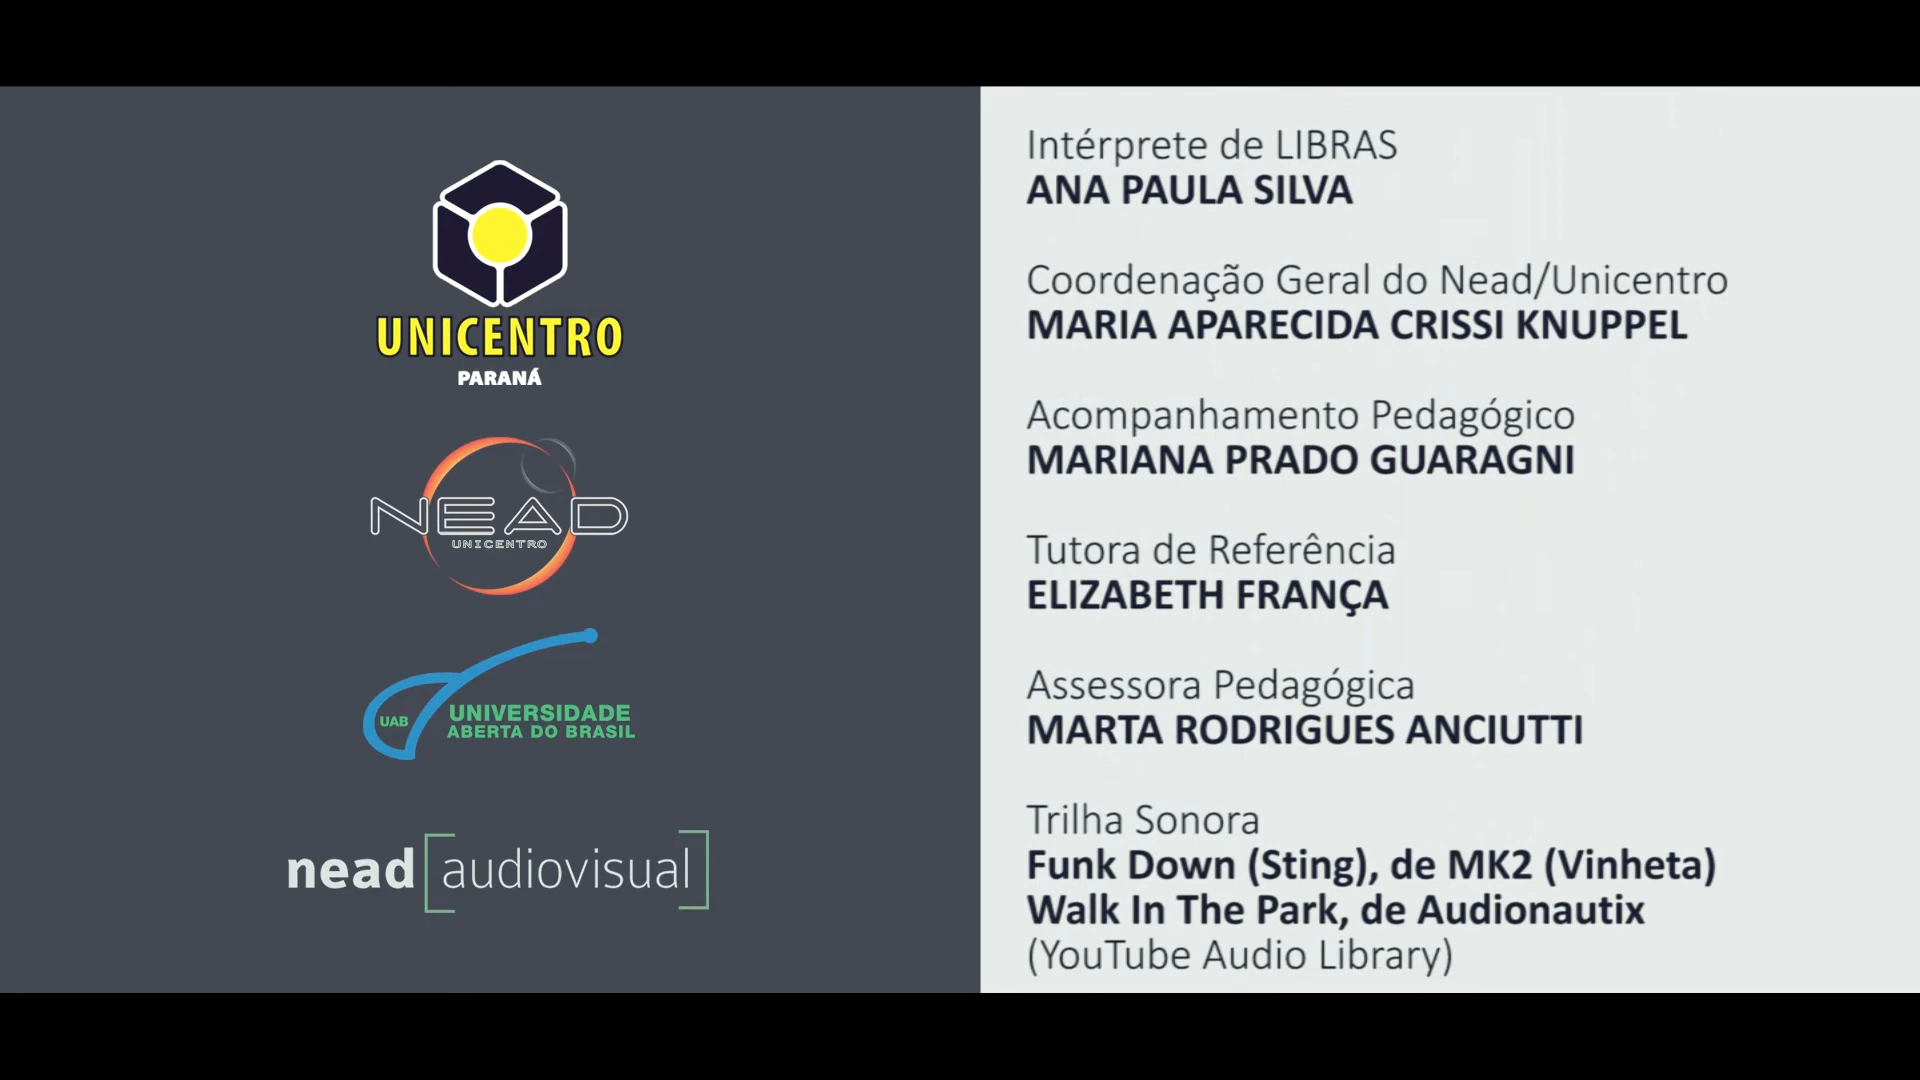 UNICENTRO
PARANÁ
NEAD
UNICENTRO
UAB
UNIVERSIDADE
ABERTA DO BRASIL
nead[audiovisual]
Intérprete de LIBRAS
ANA PAULA SILVA
Coordenação Geral do Nead/Unicentro
MARIA APARECIDA CRISSI KNUPPEL
Acompanhamento Pedagógico
MARIANA PRADO GUARAGNI
Tutora de Referência
ELIZABETH FRANÇA
Assessora Pedagógica
MARTA RODRIGUES ANCIUTTI
Trilha Sonora
Funk Down (Sting), de MK2 (Vinheta)
Walk In The Park, de Audionautix
(YouTube Audio Library)